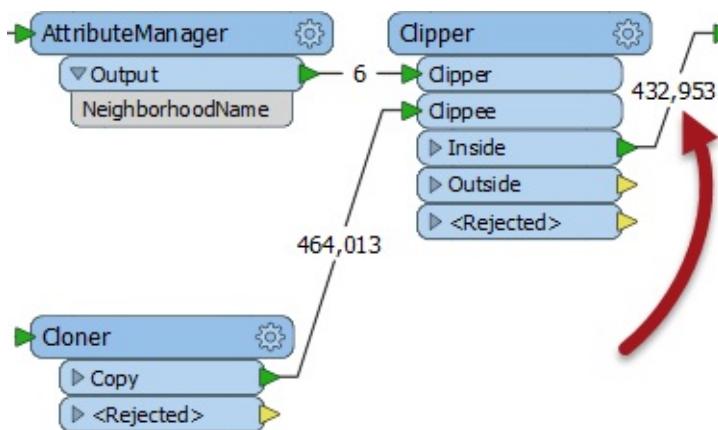 AttributeManager
Output
NeighborhoodName
6
Clipper
Clipper
Clippee
Inside
Outside
<Rejected>
432,953
464,013
Cloner
Copy
<Rejected>